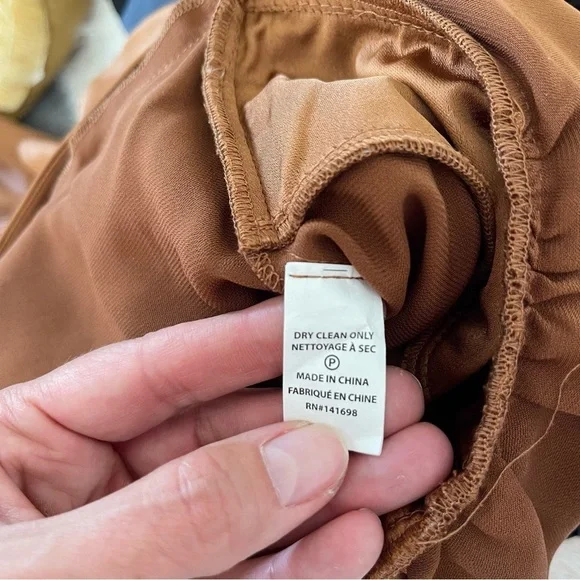 DRY CLEAN ONLY
NETTOYAGE À SEC
P
MADE IN CHINA
FABRIQUÉ EN CHINE
RN#141698